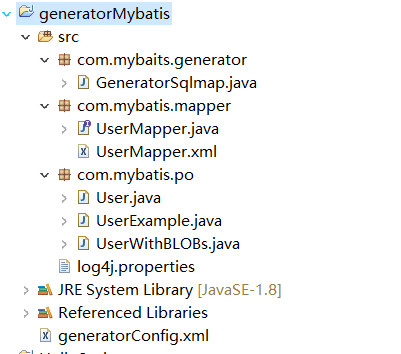 generatorMybatis
src
com.mybaits.generator
GeneratorSqlmap.java
com.mybatis.mapper
UserMapper.java
UserMapper.xml
com.mybatis.po
User.java
UserExample.java
UserWithBLOBs.java
log4j.properties
JRE System Library [JavaSE-1.8]
Referenced Libraries
generatorConfig.xml